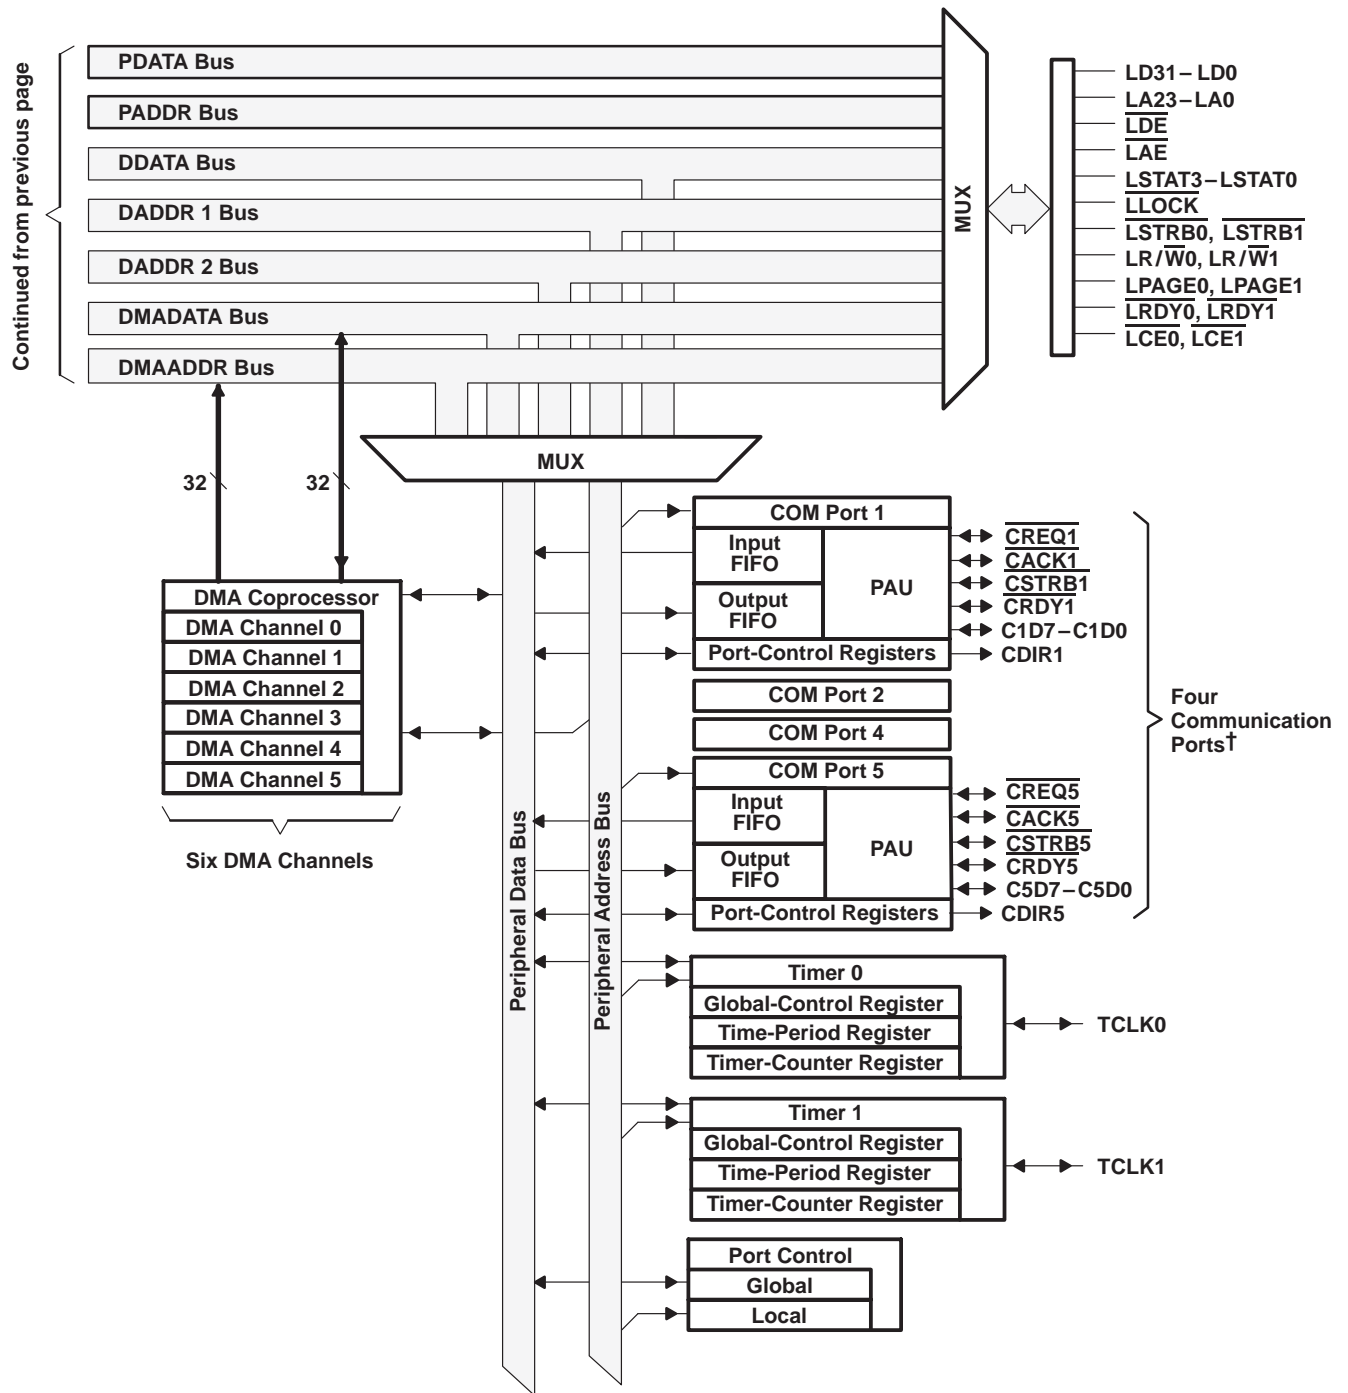 Continued from previous page
PDATA Bus
PADDR Bus
DDATA Bus
DADDR 1 Bus
DADDR 2 Bus
DMADATA Bus
DMAADDR Bus
MUX
LD31–LD0
LA23–LA0
LDE
LAE
LSTAT3–LSTAT0
LLOCK
LSTRB0, LSTRB1
LR/W0, LR/W1
LPAGE0, LPAGE1
LRDY0, LRDY1
LCE0, LCE1
MUX
32
32
DMA Coprocessor
DMA Channel 0
DMA Channel 1
DMA Channel 2
DMA Channel 3
DMA Channel 4
DMA Channel 5
Six DMA Channels
Peripheral Data Bus
Peripheral Address Bus
COM Port 1
Input
FIFO
Output
FIFO
PAU
Port-Control Registers
CREQ1
CACK1
CSTRB1
CRDY1
C1D7–C1D0
CDIR1
COM Port 2
COM Port 4
COM Port 5
Input
FIFO
Output
FIFO
PAU
Port-Control Registers
CREQ5
CACK5
CSTRB5
CRDY5
C5D7–C5D0
CDIR5
Four
Communication
Ports†
Timer 0
Global-Control Register
Time-Period Register
Timer-Counter Register
TCLK0
Timer 1
Global-Control Register
Time-Period Register
Timer-Counter Register
TCLK1
Port Control
Global
Local